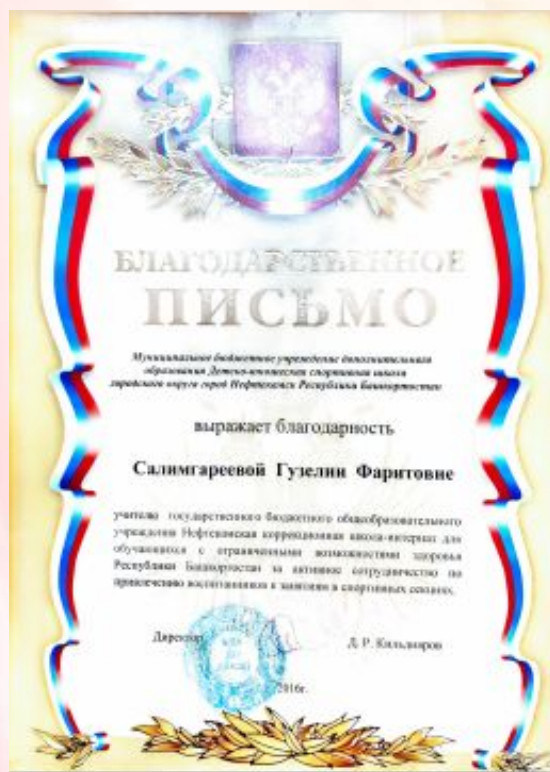 БЛАГОДАРСТВЕННОЕ
ПИСЬМО
Муниципальное бюджетное учреждение дополнительного
образования Детско-юношеская спортивная школа
городского округа город Нефтекамск Республики Башкортостан
выражает благодарность
Салимгареевой Гузелии Фаритовне
учителю государственного бюджетного общеобразовательного
учреждения Нефтекамская коррекционная школа-интернат для
обучающихся с ограниченными возможностями здоровья
Республики Башкортостан за активное сотрудничество по
привлечению воспитанников к занятиям в спортивных секциях.
Директор Д. Р. Кильдияров
2016г.